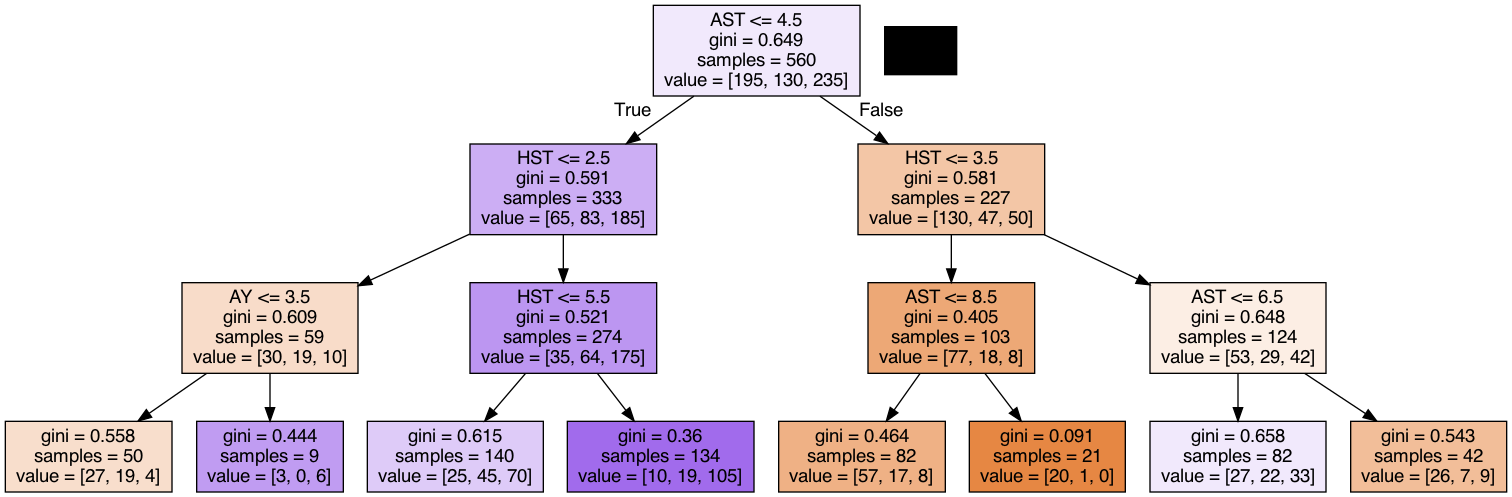 AST <= 4.5
gini = 0.649
samples = 560
value = [195, 130, 235]
True
False
HST <= 2.5
gini = 0.591
samples = 333
value = [65, 83, 185]
HST <= 3.5
gini = 0.581
samples = 227
value = [130, 47, 50]
AY <= 3.5
gini = 0.609
samples = 59
value = [30, 19, 10]
HST <= 5.5
gini = 0.521
samples = 274
value = [35, 64, 175]
AST <= 8.5
gini = 0.405
samples = 103
value = [77, 18, 8]
AST <= 6.5
gini = 0.648
samples = 124
value = [53, 29, 42]
gini = 0.558
samples = 50
value = [27, 19, 4]
gini = 0.444
samples = 9
value = [3, 0, 6]
gini = 0.615
samples = 140
value = [25, 45, 70]
gini = 0.36
samples = 134
value = [10, 19, 105]
gini = 0.464
samples = 82
value = [57, 17, 8]
gini = 0.091
samples = 21
value = [20, 1, 0]
gini = 0.658
samples = 82
value = [27, 22, 33]
gini = 0.543
samples = 42
value = [26, 7, 9]